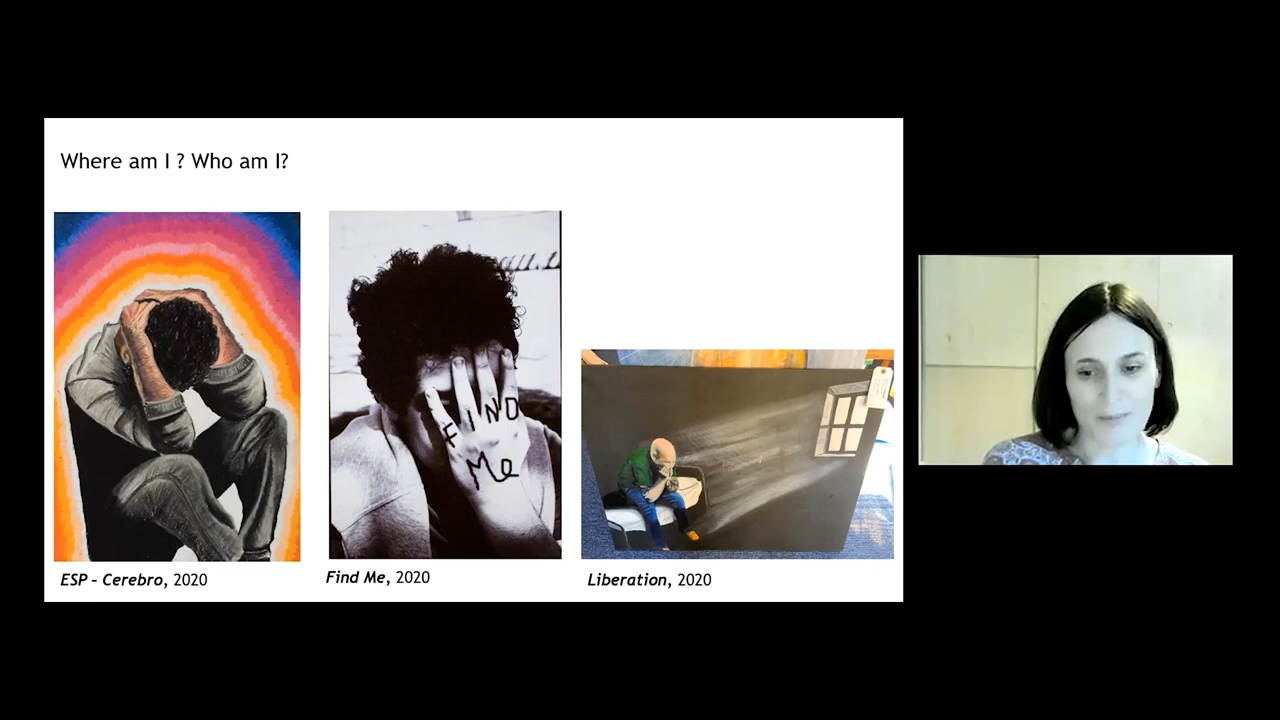 Where am I ? Who am I?
FIND
Me
ESP – Cerebro, 2020
Find Me, 2020
Liberation, 2020